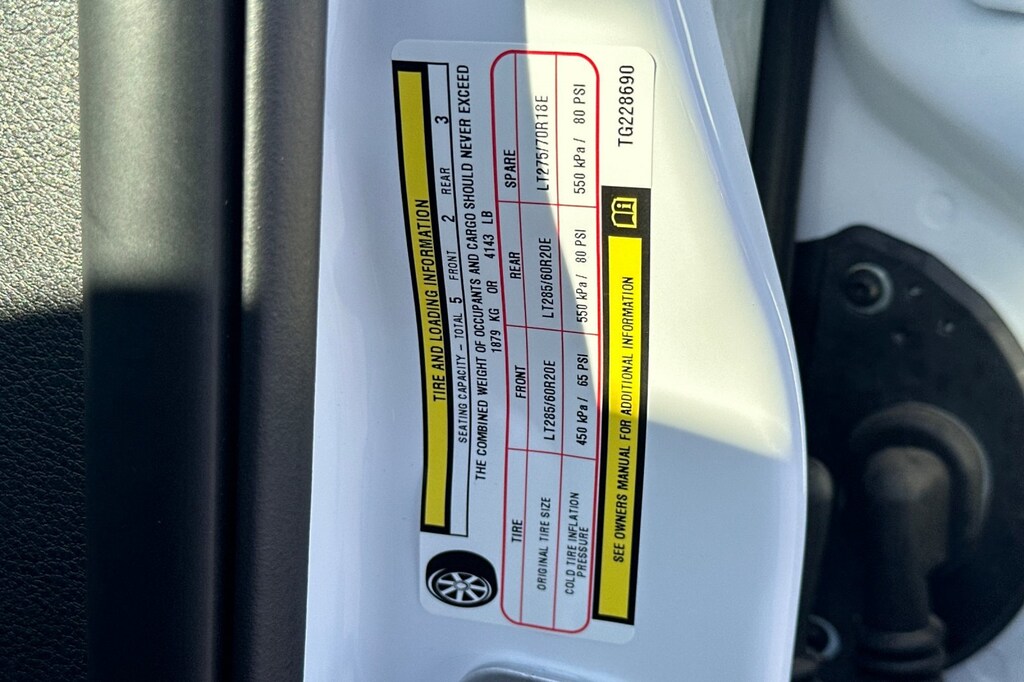 TIRE AND LOADING INFORMATION
SEATING CAPACITY – TOTAL 5 FRONT 2 REAR 3
THE COMBINED WEIGHT OF OCCUPANTS AND CARGO SHOULD NEVER EXCEED
1879 KG OR 4143 LB
TIRE FRONT REAR SPARE
ORIGINAL TIRE SIZE LT285/60R20E LT285/60R20E LT275/70R18E
COLD TIRE INFLATION PRESSURE 450 kPa / 65 PSI 550 kPa / 80 PSI 550 kPa / 80 PSI
SEE OWNERS MANUAL FOR ADDITIONAL INFORMATION
TG228690